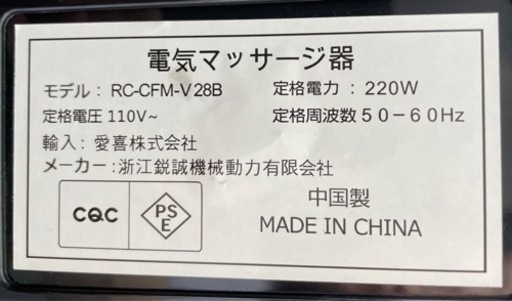 電気マッサージ器
モデル：RC-CFM-V28B 定格電力：220W
定格電圧 110V~ 定格周波数50－60Hz
輸入：愛喜株式会社
メーカー:浙江鋭誠機械動力有限会社
CQC
PS
E
中国製
MADE IN CHINA